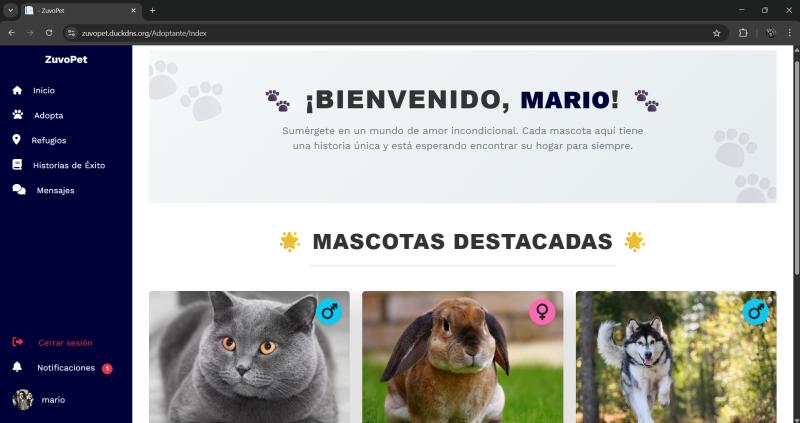 - ZuvoPet
zuvopet.duckdns.org/Adoptante/Index
ZuvoPet
Inicio
Adopta
Refugios
Historias de Éxito
Mensajes
Cerrar sesión
Notificaciones 1
mario
¡BIENVENIDO, MARIO!
Sumérgete en un mundo de amor incondicional. Cada mascota aquí tiene
una historia única y está esperando encontrar su hogar para siempre.
MASCOTAS DESTACADAS